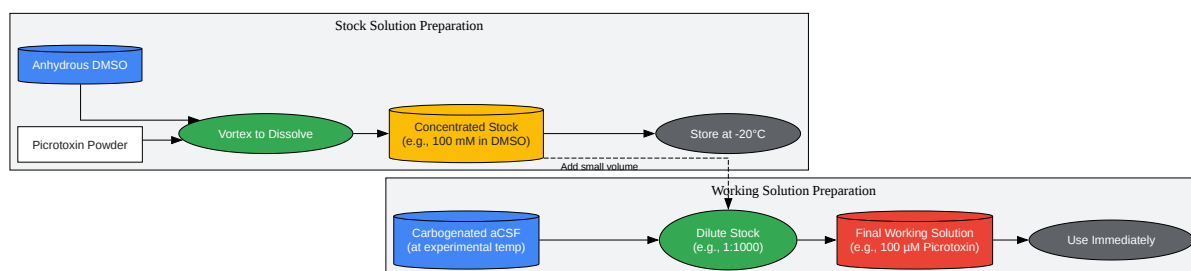 Stock Solution Preparation
Anhydrous DMSO
Picrotoxin Powder
Vortex to Dissolve
Concentrated Stock
(e.g., 100 mM in DMSO)
Store at -20°C
Add small volume
Working Solution Preparation
Carbogenated aCSF
(at experimental temp)
Dilute Stock
(e.g., 1:1000)
Final Working Solution
(e.g., 100 µM Picrotoxin)
Use Immediately